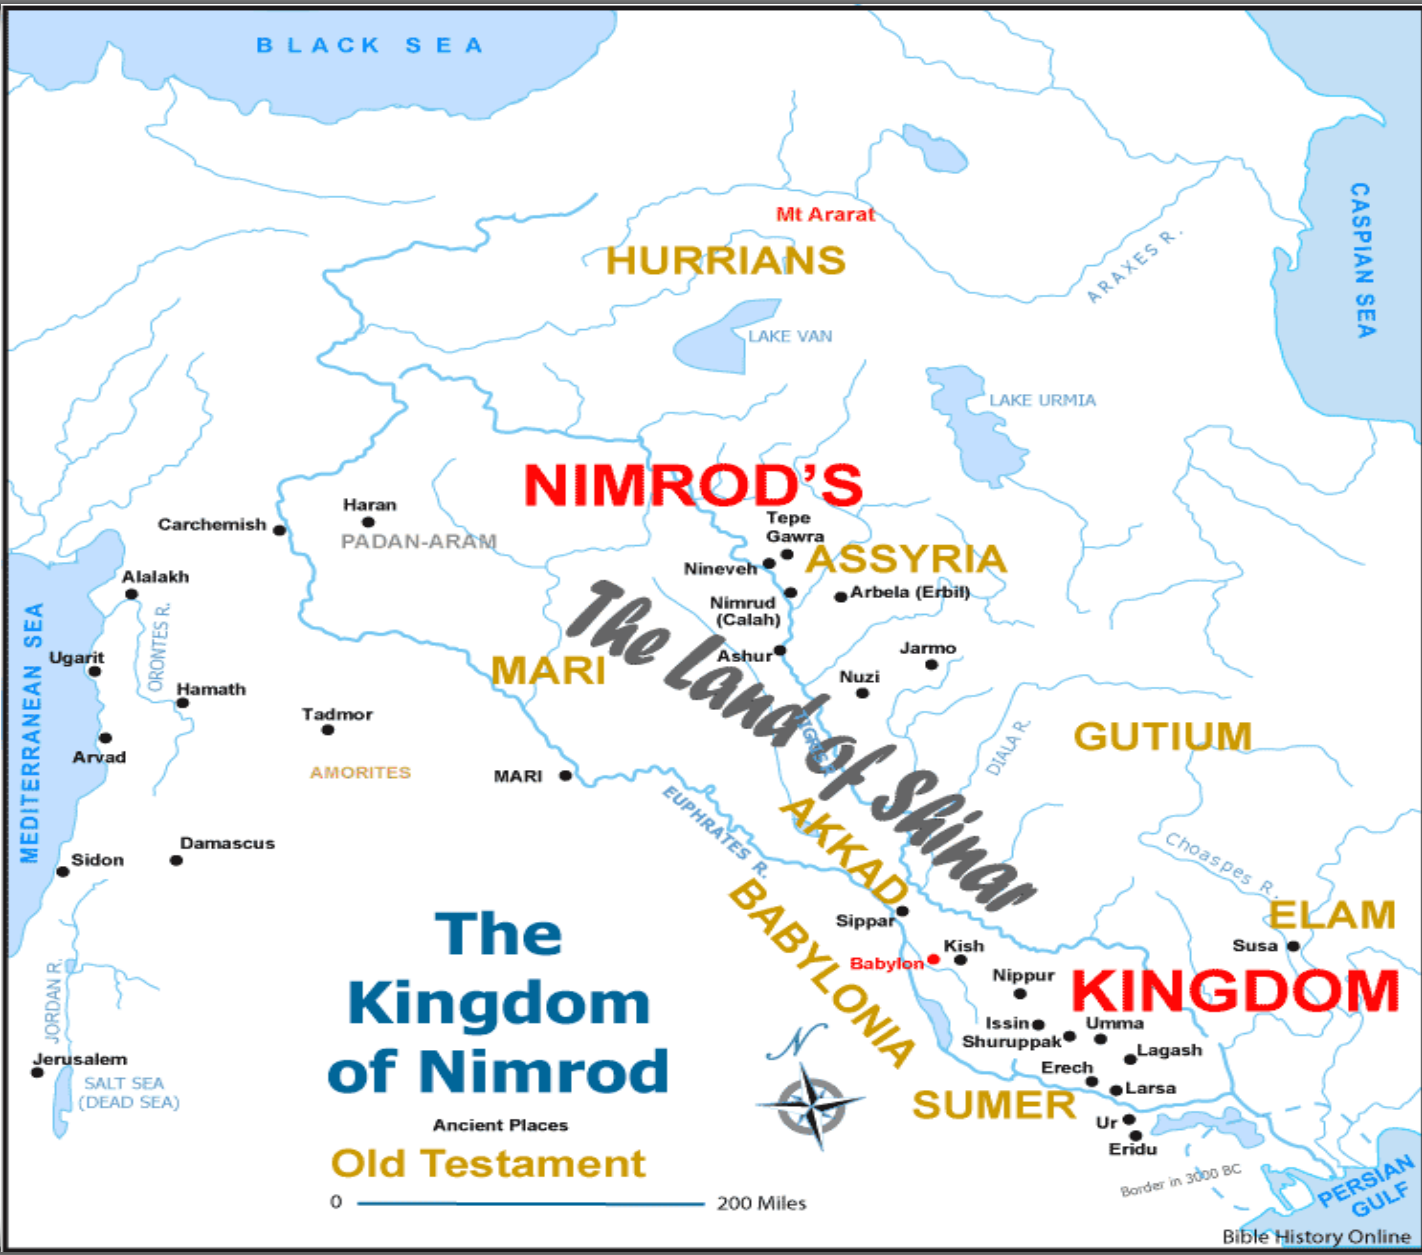 BLACK SEA
CASPIAN SEA
Mt Ararat
HURRIANS
ARAXES R.
LAKE VAN
LAKE URMIA
NIMROD'S
Haran
Carchemish
PADAN-ARAM
Tepe
Gawra
ASSYRIA
Nineveh
Alalakh
Arbela (Erbil)
Nimrud
(Calah)
The Land of Shinar
MEDITERRANEAN SEA
ORONTES R.
Ugarit
Ashur
Jarmo
MARI
Nuzi
Hamath
Tadmor
TIGRIS R.
DIALA R.
GUTIUM
Arvad
AMORITES
MARI
EUPHRATES R.
AKKAD
Damascus
Sidon
Choaspes R.
BABYLONIA
ELAM
Sippar
The
Kingdom
of Nimrod
Kish
Susa
Babylon
Nippur
KINGDOM
JORDAN R.
Issin
Umma
Shuruppak
Lagash
Jerusalem
Erech
SALT SEA
(DEAD SEA)
Larsa
SUMER
Ancient Places
Ur
N
Eridu
Old Testament
Border in 3000 BC
PERSIAN
GULF
0 200 Miles
Bible History Online